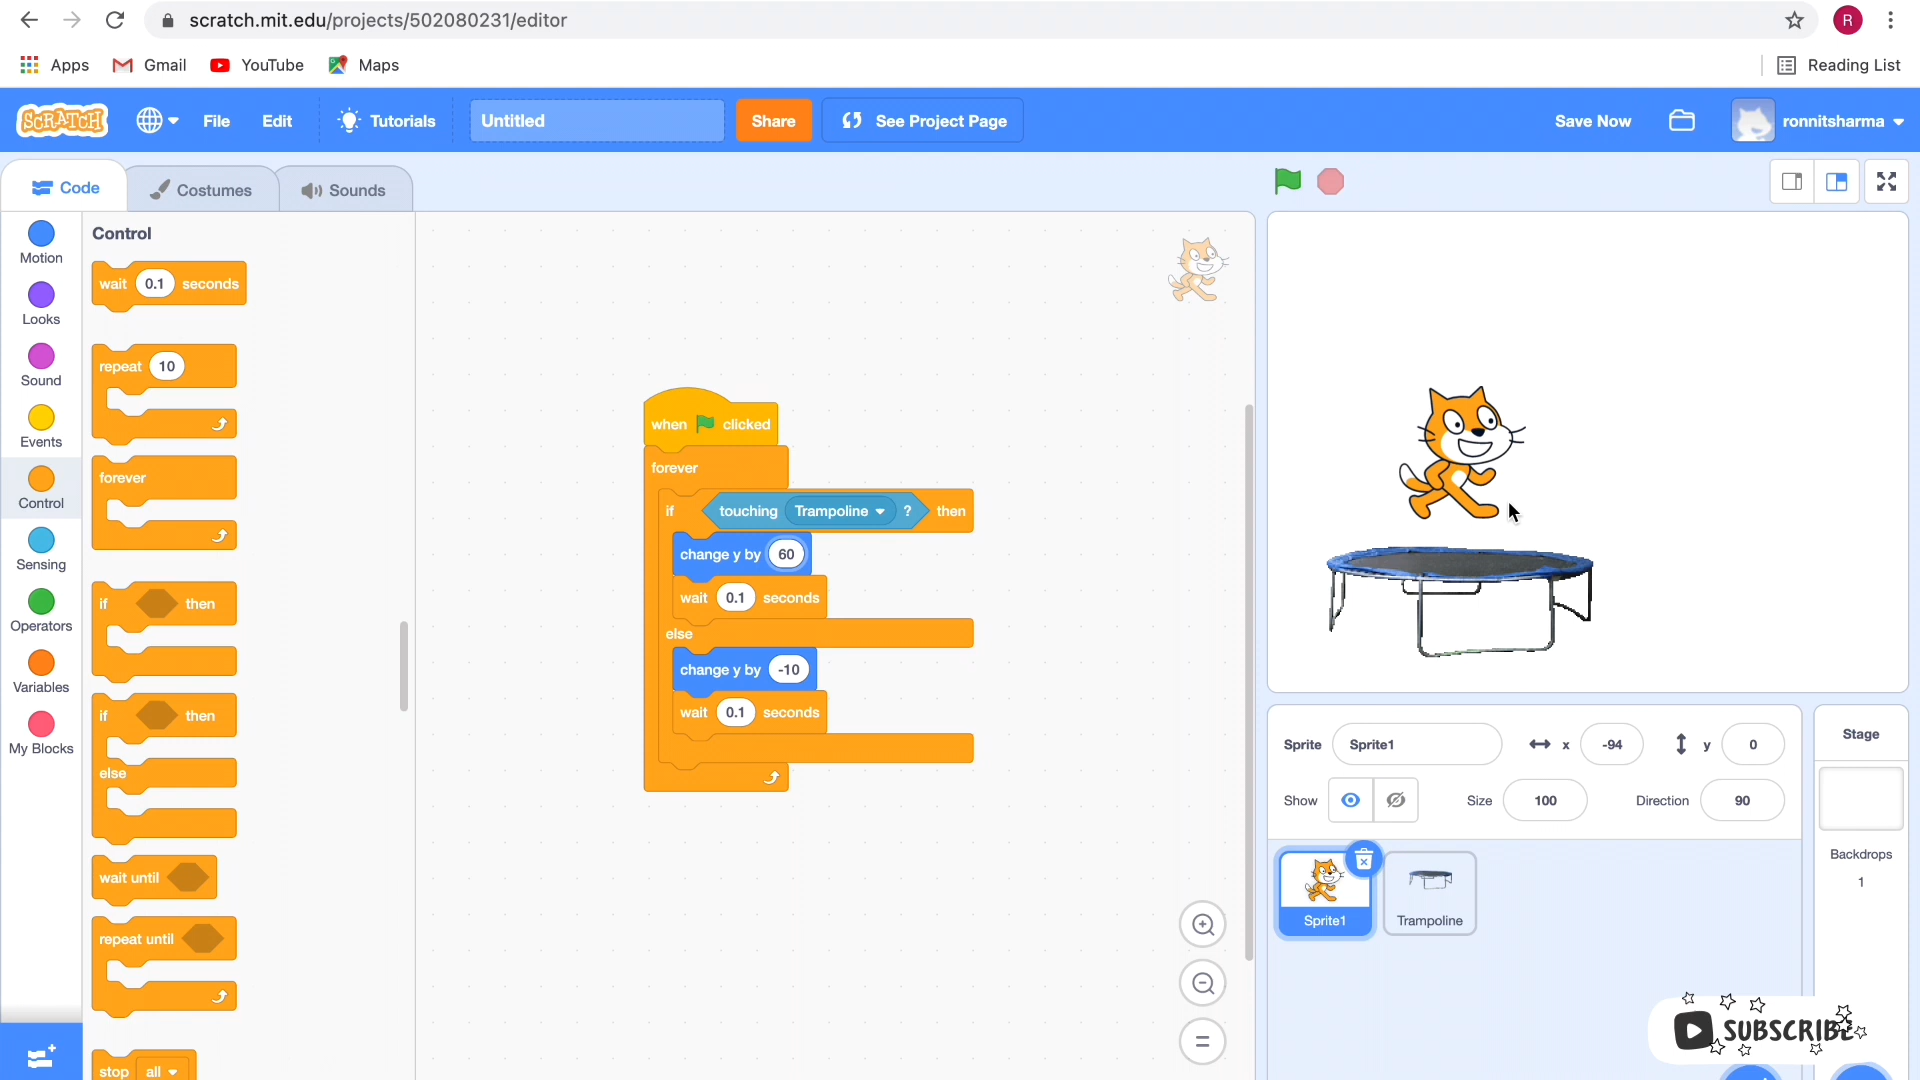 scratch.mit.edu/projects/502080231/editor
R
Apps
Gmail
YouTube
Maps
Reading List
SCRATCH
File
Edit
Tutorials
Untitled
Share
See Project Page
Save Now
ronnitsharma
Code
Costumes
Sounds
Motion
Looks
Sound
Events
Control
Sensing
Operators
Variables
My Blocks
Control
wait 0.1 seconds
repeat 10
forever
if then
if then
else
wait until
repeat until
stop all
when clicked
forever
if touching Trampoline ? then
change y by 60
wait 0.1 seconds
else
change y by -10
wait 0.1 seconds
Sprite Sprite1 x -94 y 0
Show Size 100 Direction 90
Sprite1
Trampoline
Stage
Backdrops
1
SUBSCRIBE